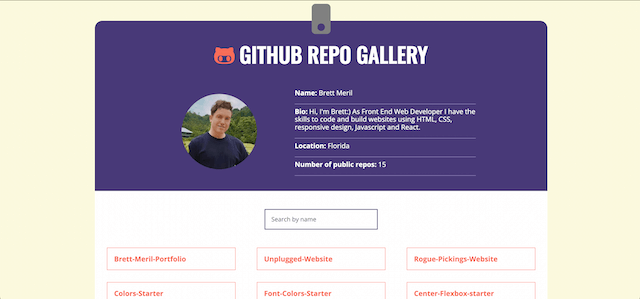 GITHUB REPO GALLERY
Name: Brett Meril
Bio: Hi, I'm Brett:) As Front End Web Developer I have the
skills to code and build websites using HTML, CSS,
responsive design, Javascript and React.
Location: Florida
Number of public repos: 15
Search by name
Brett-Meril-Portfolio
Unplugged-Website
Rogue-Pickings-Website
Colors-Starter
Font-Colors-Starter
Center-Flexbox-starter